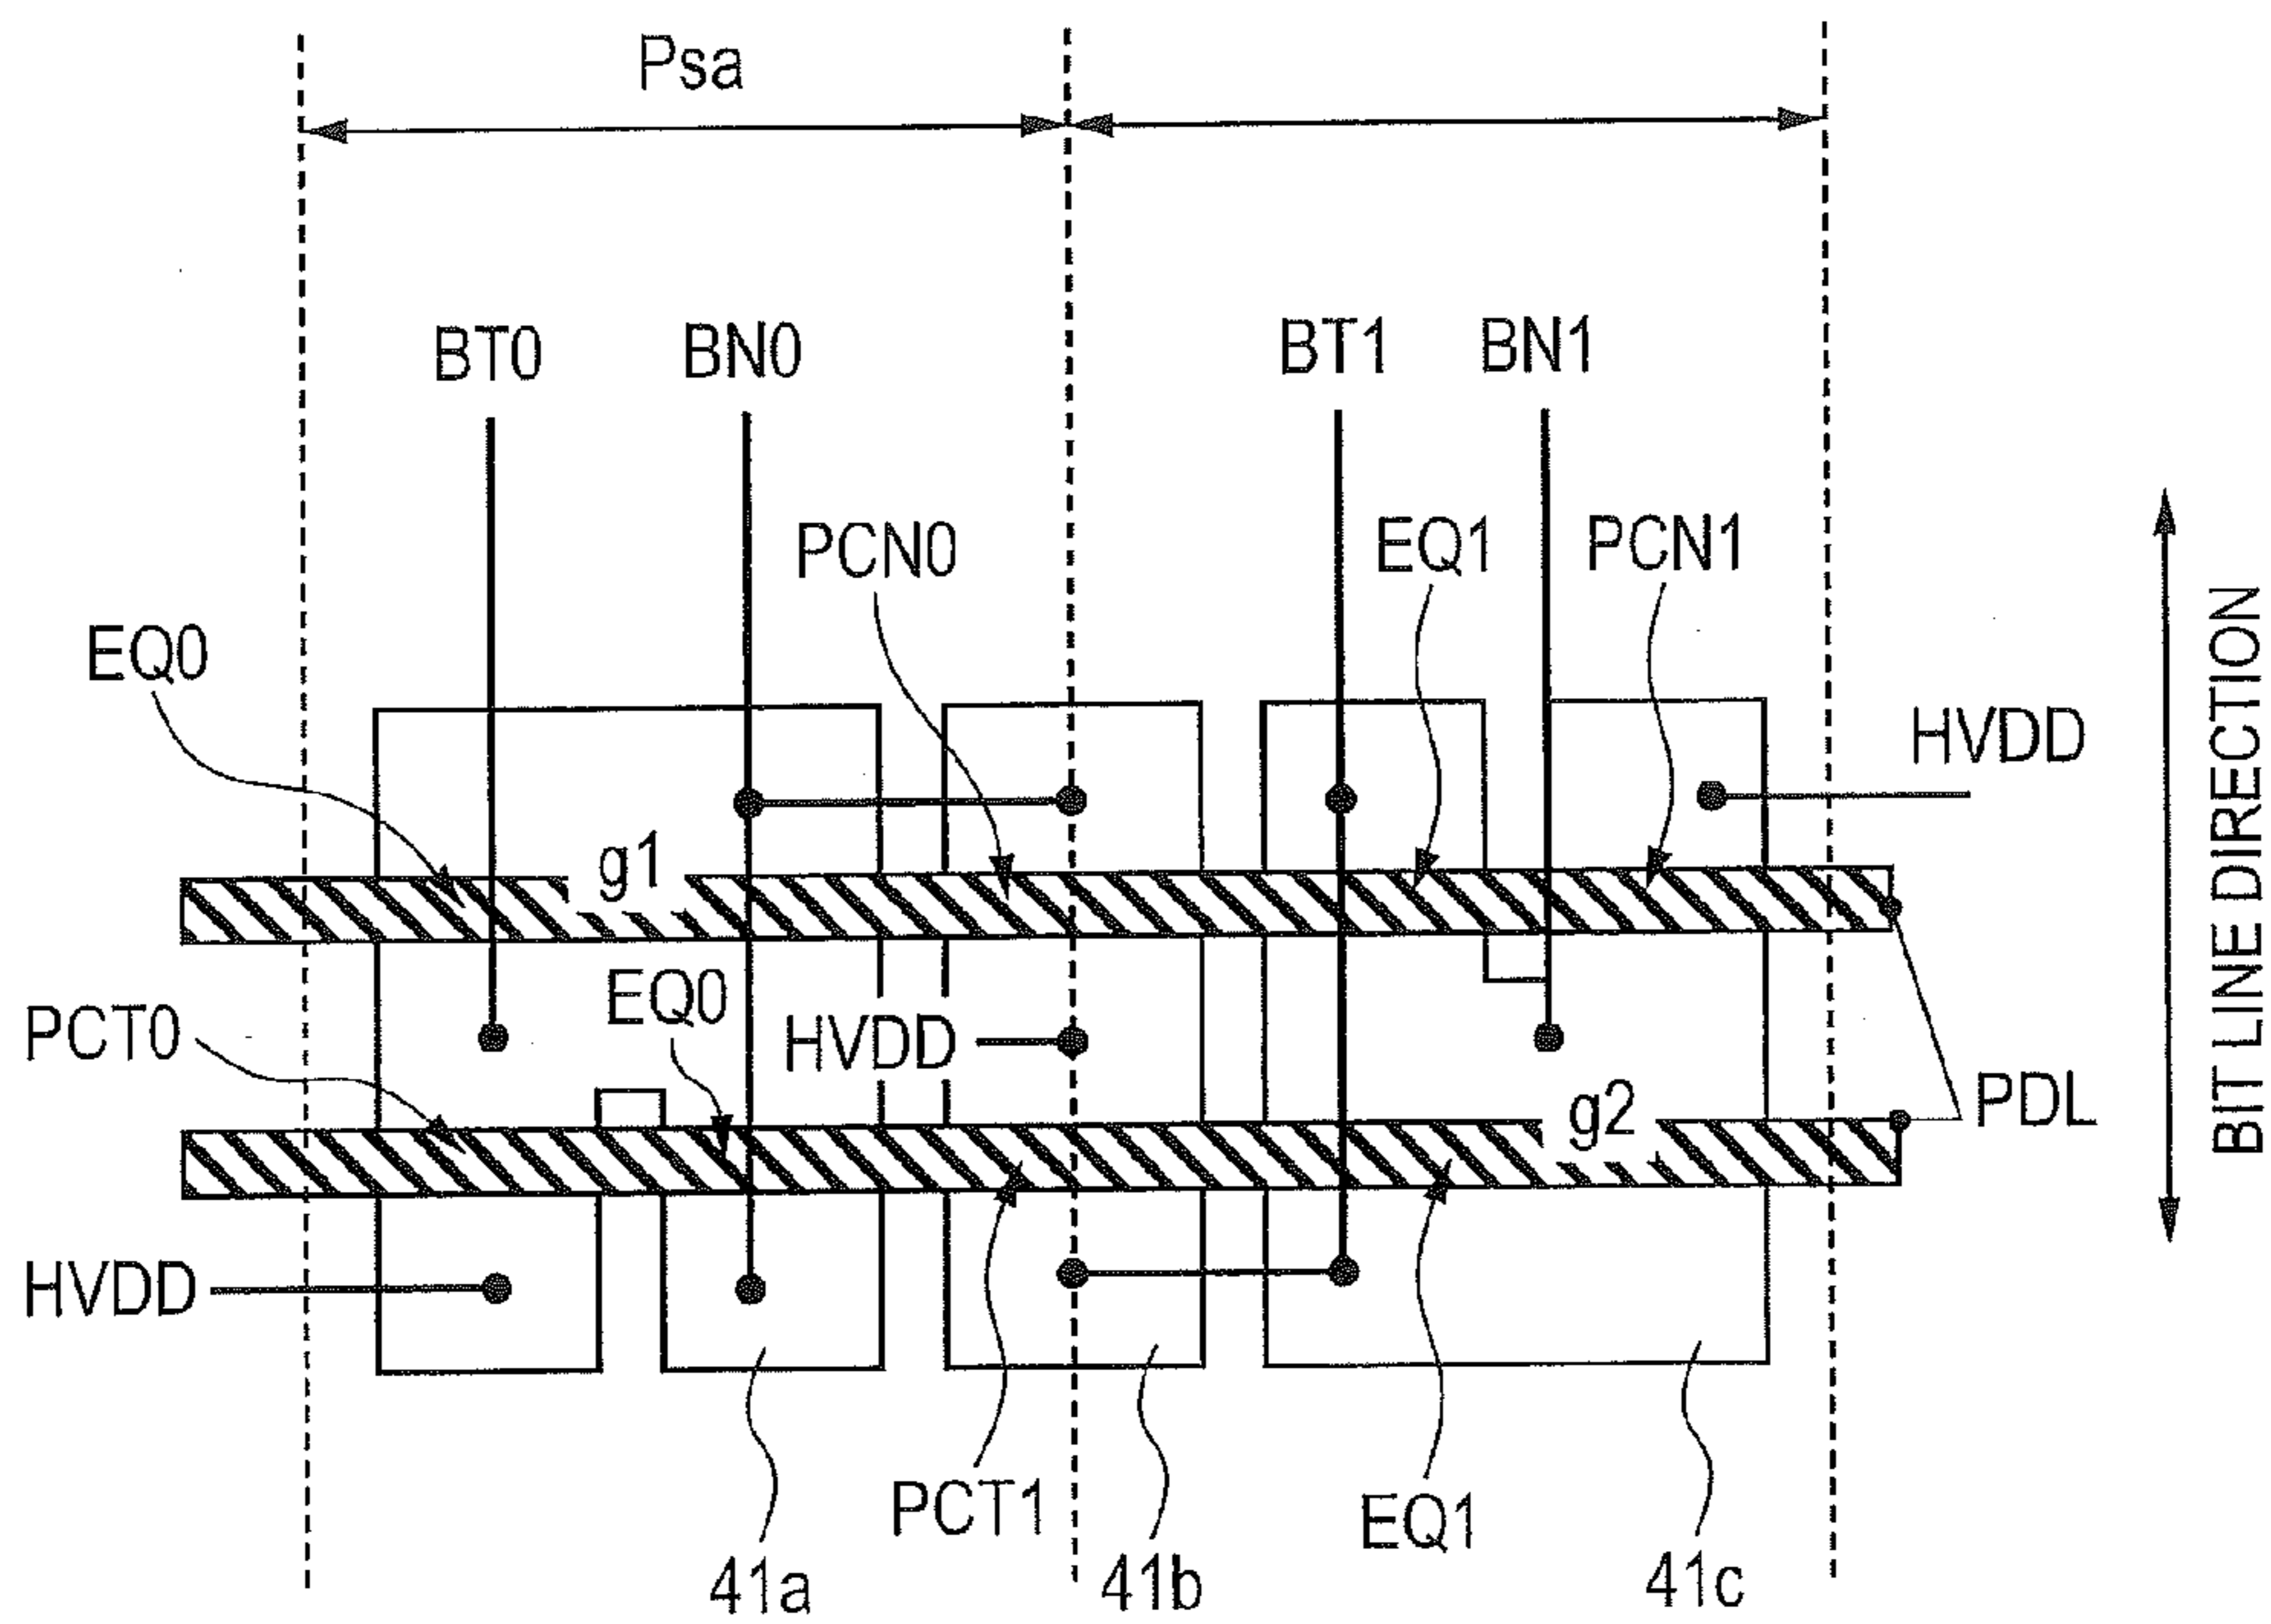 Psa
BT0
BN0
BT1
BN1
PCN0
EQ1
PCN1
EQ0
HVDD
g1
EQ0
PCT0
HVDD
PDL
g2
HVDD
PCT1
EQ1
41a
41b
41c
BIT LINE DIRECTION